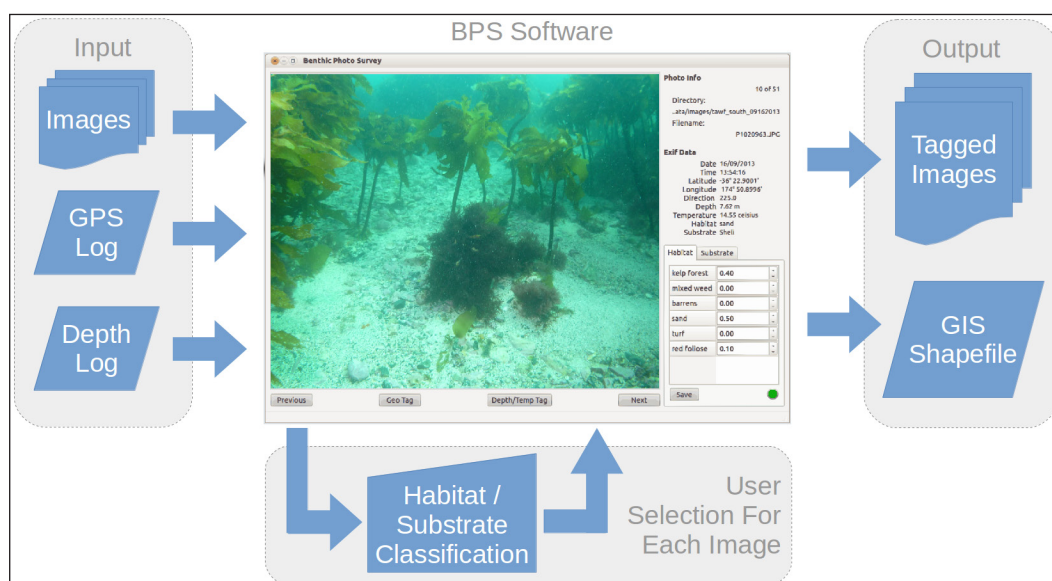 Input
BPS Software
Output
Images
GPS
Log
Depth
Log
Benthic Photo Survey
Photo Info
10 of 51
Directory:
..ata/images/tawf_south_09162013
Filename:
P1020963.JPG
Exif Data
Date 16/09/2013
Time 13:54:16
Latitude -36° 22.9001'
Longitude 174° 50.8996'
Direction 225.0
Depth 7.67 m
Temperature 14.55 celsius
Habitat sand
Substrate Shell
Habitat Substrate
kelp forest 0.40
mixed weed 0.00
barrens 0.00
sand 0.50
turf 0.00
red foliose 0.10
Save
Previous Geo Tag Depth/Temp Tag Next
Tagged
Images
GIS
Shapefile
Habitat /
Substrate
Classification
User
Selection For
Each Image